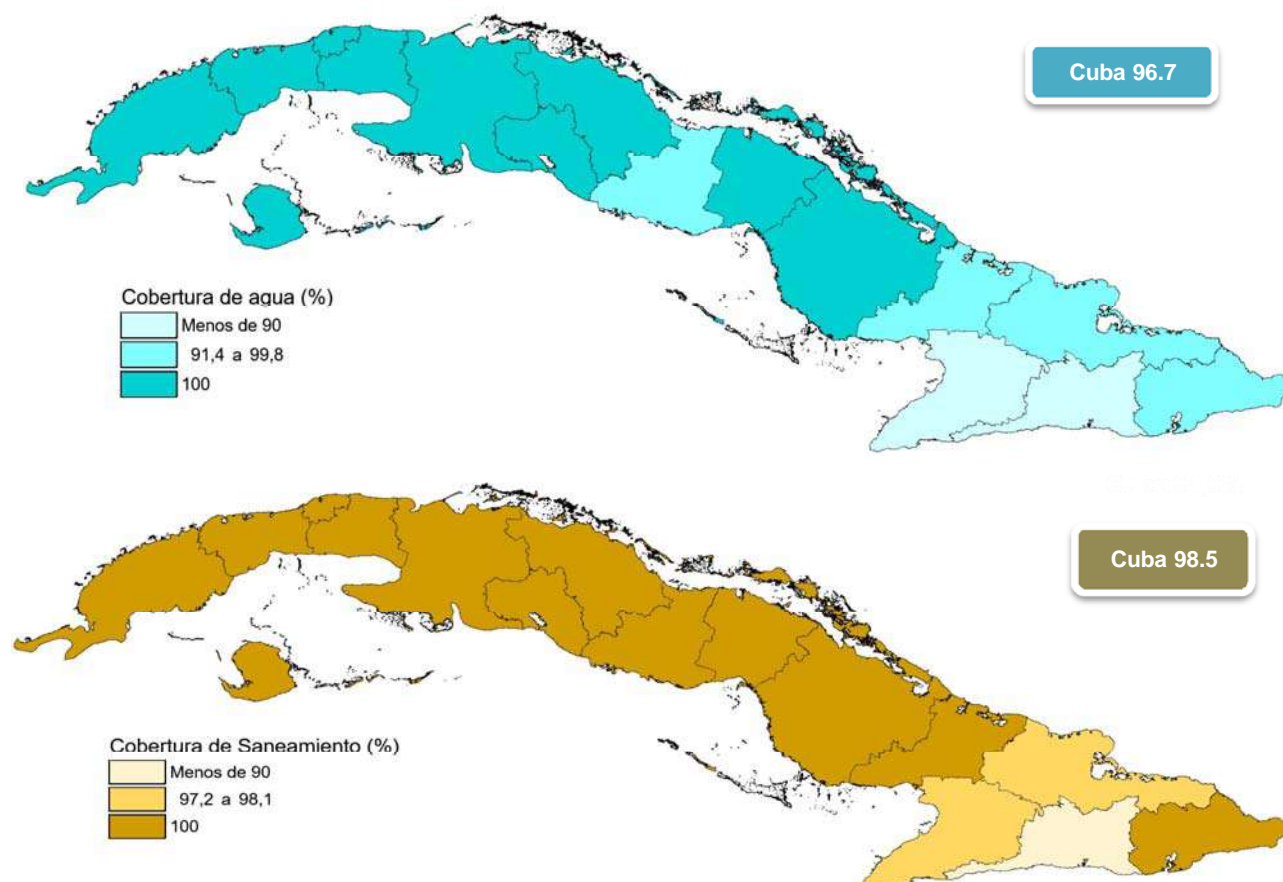 Cuba 96.7
Cobertura de agua (%)
Menos de 90
91,4 a 99,8
100
Cuba 98.5
Cobertura de Saneamiento (%)
Menos de 90
97,2 a 98,1
100